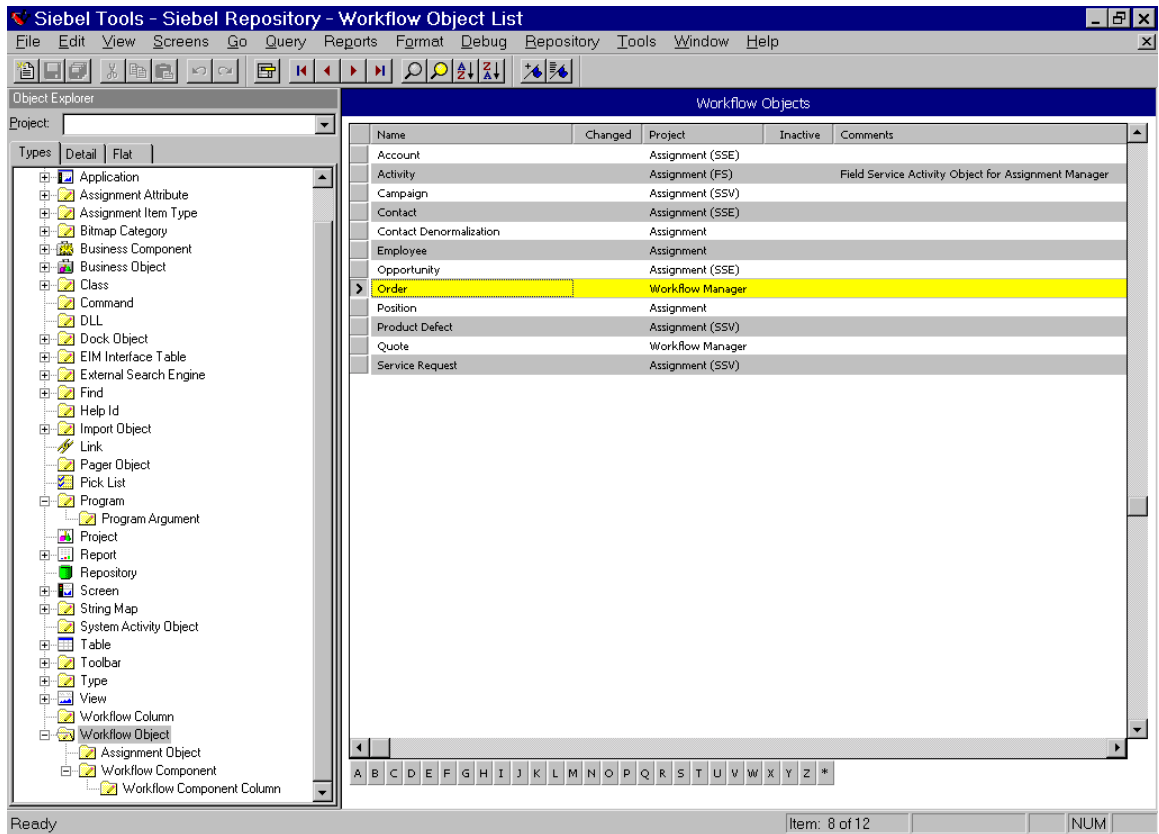 Siebel Tools - Siebel Repository - Workflow Object List
File Edit View Screens Go Query Reports Format Debug Repository Tools Window Help
Object Explorer
Project:
Types Detail Flat
Application
Assignment Attribute
Assignment Item Type
Bitmap Category
Business Component
Business Object
Class
Command
DLL
Dock Object
EIM Interface Table
External Search Engine
Find
Help Id
Import Object
Link
Pager Object
Pick List
Program
Program Argument
Project
Report
Repository
Screen
String Map
System Activity Object
Table
Toolbar
Type
View
Workflow Column
Workflow Object
Assignment Object
Workflow Component
Workflow Component Column
Workflow Objects
Name Changed Project Inactive Comments
Account Assignment (SSE)
Activity Assignment (FS) Field Service Activity Object for Assignment Manager
Campaign Assignment (SSV)
Contact Assignment (SSE)
Contact Denormalization Assignment
Employee Assignment
Opportunity Assignment (SSE)
Order Workflow Manager
Position Assignment
Product Defect Assignment (SSV)
Quote Workflow Manager
Service Request Assignment (SSV)
A B C D E F G H I J K L M N O P Q R S T U V W X Y Z *
Ready Item: 8 of 12 NUM